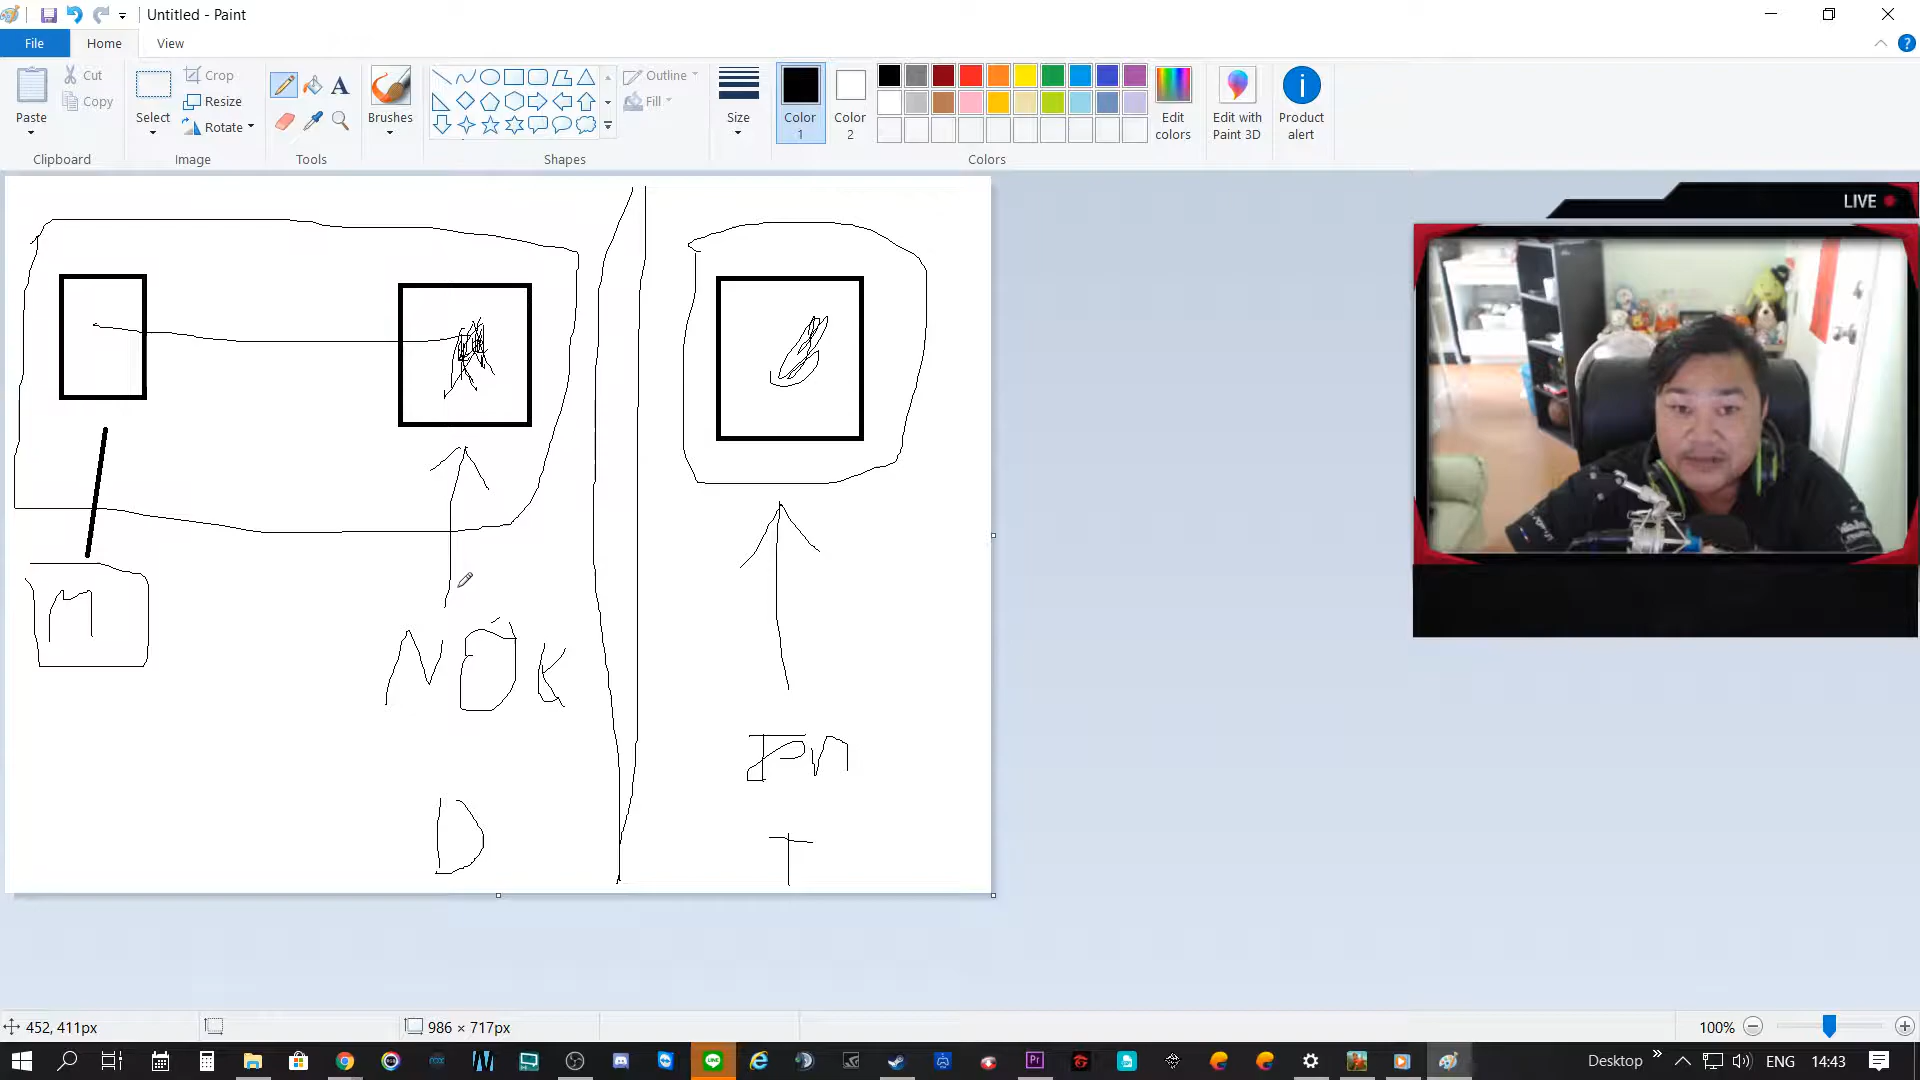 Untitled - Paint
File Home View
Paste
Cut
Copy
Clipboard
Select
Crop
Resize
Rotate
Image
Tools
Brushes
Shapes
Outline
Fill
Size
Color 1
Color 2
Colors
Edit colors
Edit with Paint 3D
Product alert
LIVE
M
NOK
D
T
452, 411px
986 × 717px
100%
Desktop
ENG
14:43